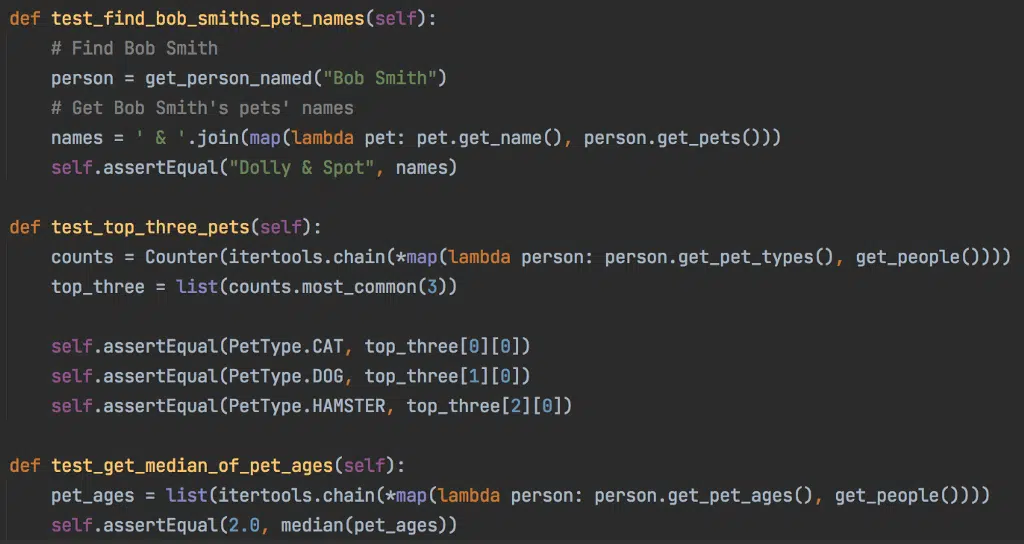 def test_find_bob_smiths_pet_names(self):
    # Find Bob Smith
    person = get_person_named("Bob Smith")
    # Get Bob Smith's pets' names
    names = ' & '.join(map(lambda pet: pet.get_name(), person.get_pets()))
    self.assertEqual("Dolly & Spot", names)

def test_top_three_pets(self):
    counts = Counter(itertools.chain(*map(lambda person: person.get_pet_types(), get_people())))
    top_three = list(counts.most_common(3))

    self.assertEqual(PetType.CAT, top_three[0][0])
    self.assertEqual(PetType.DOG, top_three[1][0])
    self.assertEqual(PetType.HAMSTER, top_three[2][0])

def test_get_median_of_pet_ages(self):
    pet_ages = list(itertools.chain(*map(lambda person: person.get_pet_ages(), get_people())))
    self.assertEqual(2.0, median(pet_ages))